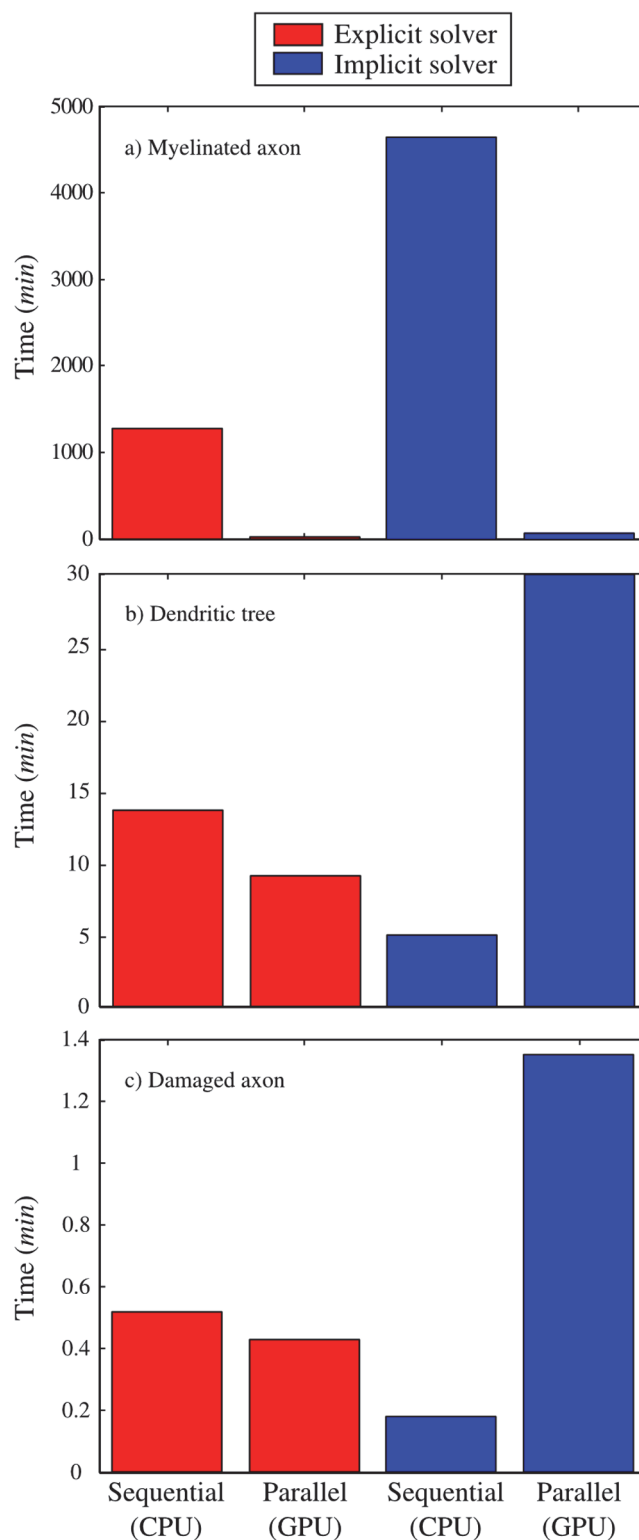 Explicit solver
Implicit solver
a) Myelinated axon
Time (min)
5000
4000
3000
2000
1000
0
b) Dendritic tree
Time (min)
30
25
20
15
10
5
0
c) Damaged axon
Time (min)
1.4
1.2
1
0.8
0.6
0.4
0.2
0
Sequential Parallel Sequential Parallel
(CPU) (GPU) (CPU) (GPU)